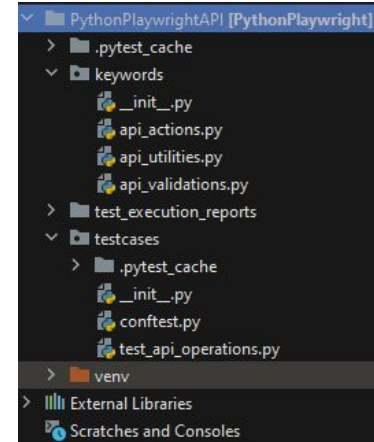 PythonPlaywrightAPI [PythonPlaywright]
.pytest_cache
keywords
__init__.py
api_actions.py
api_utilities.py
api_validations.py
test_execution_reports
testcases
.pytest_cache
__init__.py
conftest.py
test_api_operations.py
venv
External Libraries
Scratches and Consoles